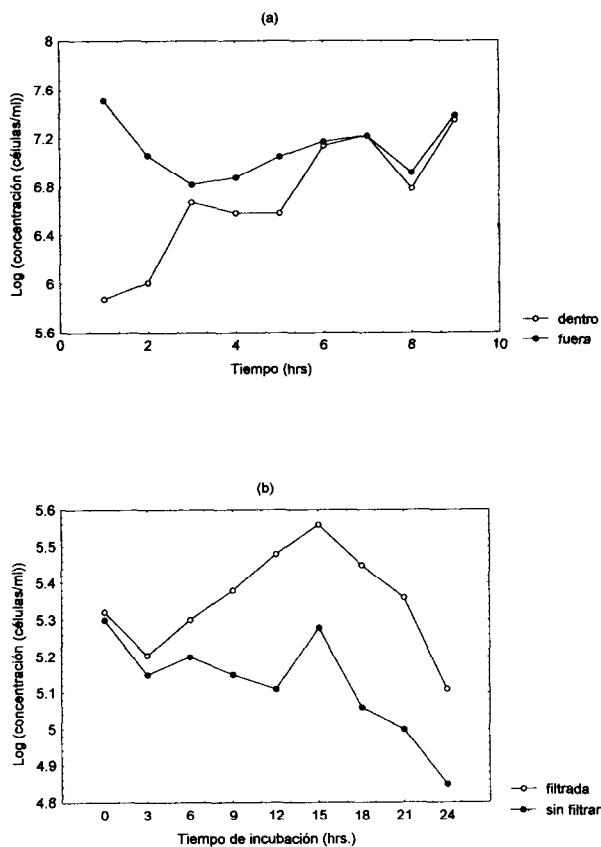 (a)
8
7.6
7.2
6.8
6.4
6
5.6
Log (concentración (células/ml))
0 2 4 6 8 10
Tiempo (hrs)
dentro
fuera
(b)
5.6
5.5
5.4
5.3
5.2
5.1
5
4.9
4.8
Log (concentración (células/ml))
0 3 6 9 12 15 18 21 24
Tiempo de incubación (hrs.)
filtrada
sin filtrar